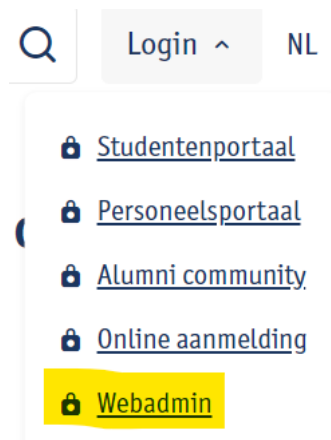 Login NL
Studentenportaal
Personeelsportaal
Alumni community
Online aanmelding
Webadmin